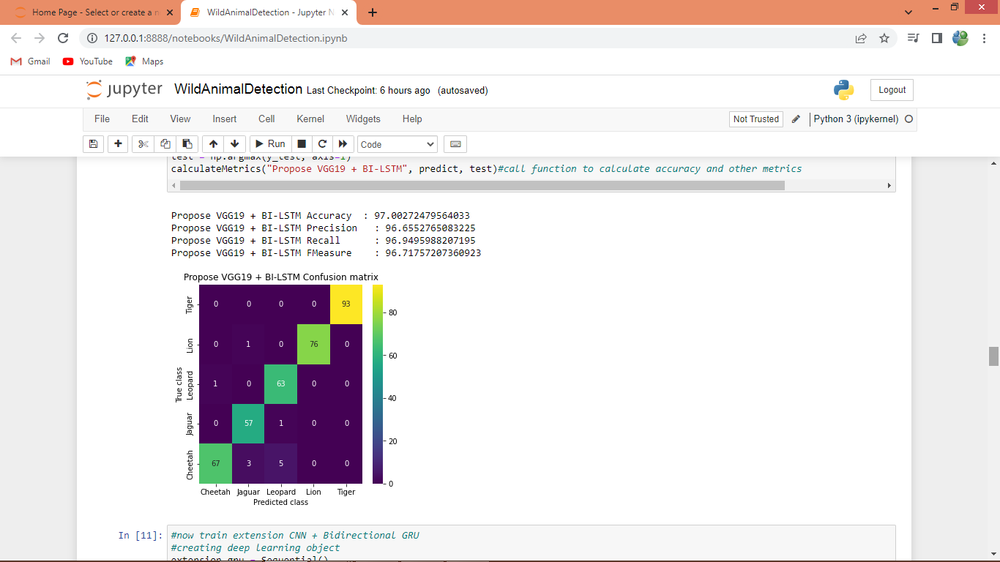 Home Page - Select or create a n
WildAnimalDetection - Jupyter N
127.0.0.1:8888/notebooks/WildAnimalDetection.ipynb
Gmail YouTube Maps
jupyter WildAnimalDetection Last Checkpoint: 6 hours ago (autosaved) Logout
File Edit View Insert Cell Kernel Widgets Help Not Trusted Python 3 (ipykernel)
Run Code
test = np.argmax(y_test, axis=1)
calculateMetrics("Propose VGG19 + BI-LSTM", predict, test)#call function to calculate accuracy and other metrics
Propose VGG19 + BI-LSTM Accuracy  : 97.00272479564033
Propose VGG19 + BI-LSTM Precision   : 96.6552765083225
Propose VGG19 + BI-LSTM Recall      : 96.9495988207195
Propose VGG19 + BI-LSTM FMeasure    : 96.71757207360923
Propose VGG19 + BI-LSTM Confusion matrix
Tiger 0 0 0 0 93
Lion 0 1 0 76 0
Leopard 1 0 63 0 0
Jaguar 0 57 1 0 0
Cheetah 67 3 5 0 0
True class
Cheetah Jaguar Leopard Lion Tiger
Predicted class
80
60
40
20
0
In [11]: #now train extension CNN + Bidirectional GRU
#creating deep learning object
extension_gru = Sequential()